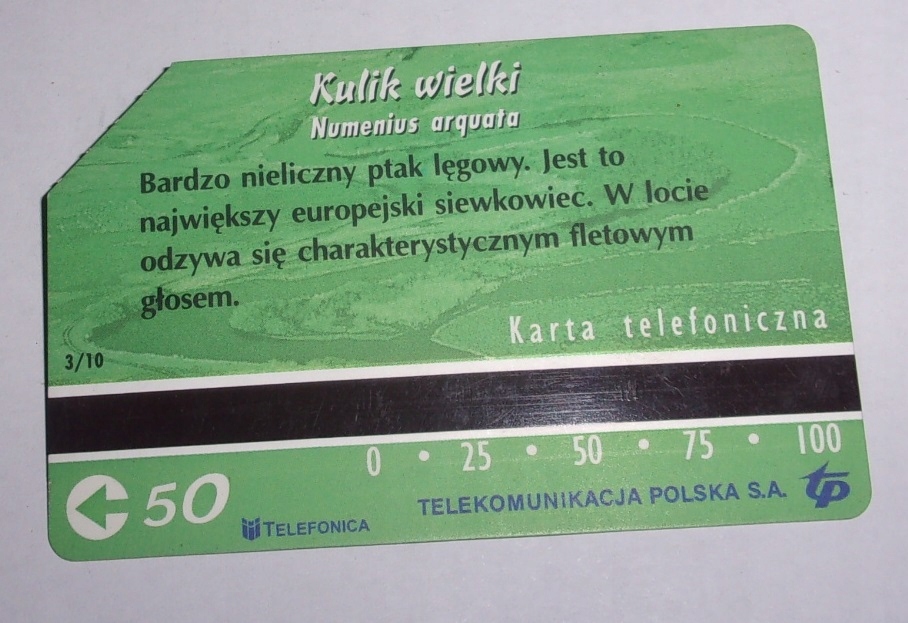 Kulik wielki
Numenius arquata
Bardzo nieliczny ptak lęgowy. Jest to
największy europejski siewkowiec. W locie
odzywa się charakterystycznym fletowym
głosem.
Karta telefoniczna
3/10
0 • 25 • 50 • 75 • 100
50
TELEFONICA
TELEKOMUNIKACJA POLSKA S.A. tp